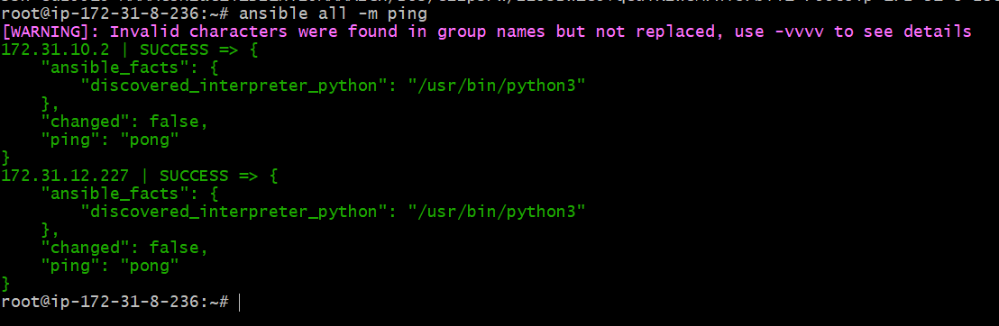 root@ip-172-31-8-236:~# ansible all -m ping
[WARNING]: Invalid characters were found in group names but not replaced, use -vvvv to see details
172.31.10.2 | SUCCESS => {
    "ansible_facts": {
        "discovered_interpreter_python": "/usr/bin/python3"
    },
    "changed": false,
    "ping": "pong"
}
172.31.12.227 | SUCCESS => {
    "ansible_facts": {
        "discovered_interpreter_python": "/usr/bin/python3"
    },
    "changed": false,
    "ping": "pong"
}
root@ip-172-31-8-236:~#